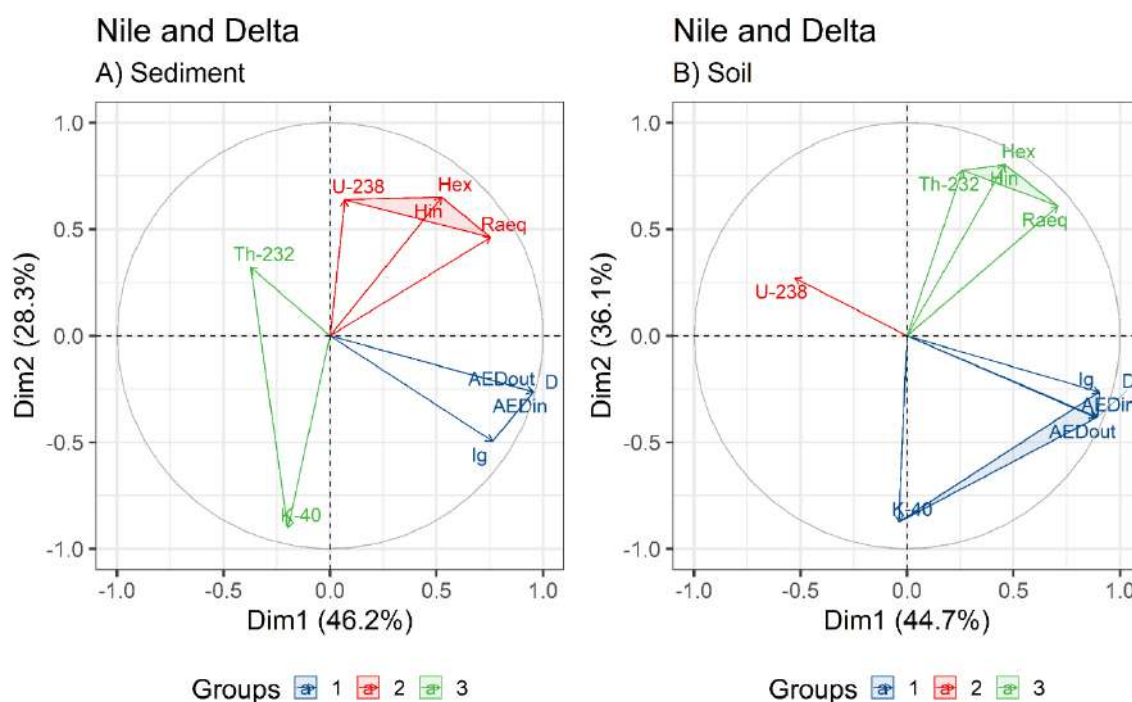 Nile and Delta
A) Sediment
1.0
0.5
0.0
-0.5
-1.0
Dim2 (28.3%)
U-238
Hex
Hin
Raeq
Th-232
AEDout
D
AEDin
Ig
K-40
-1.0
-0.5
0.0
0.5
1.0
Dim1 (46.2%)
Groups
a
1
a
2
a
3
Nile and Delta
B) Soil
1.0
0.5
0.0
-0.5
-1.0
Dim2 (36.1%)
Hex
Th-232
Hin
Raeq
U-238
Ig
D
AEDin
AEDout
K-40
-1.0
-0.5
0.0
0.5
1.0
Dim1 (44.7%)
Groups
a
1
a
2
a
3